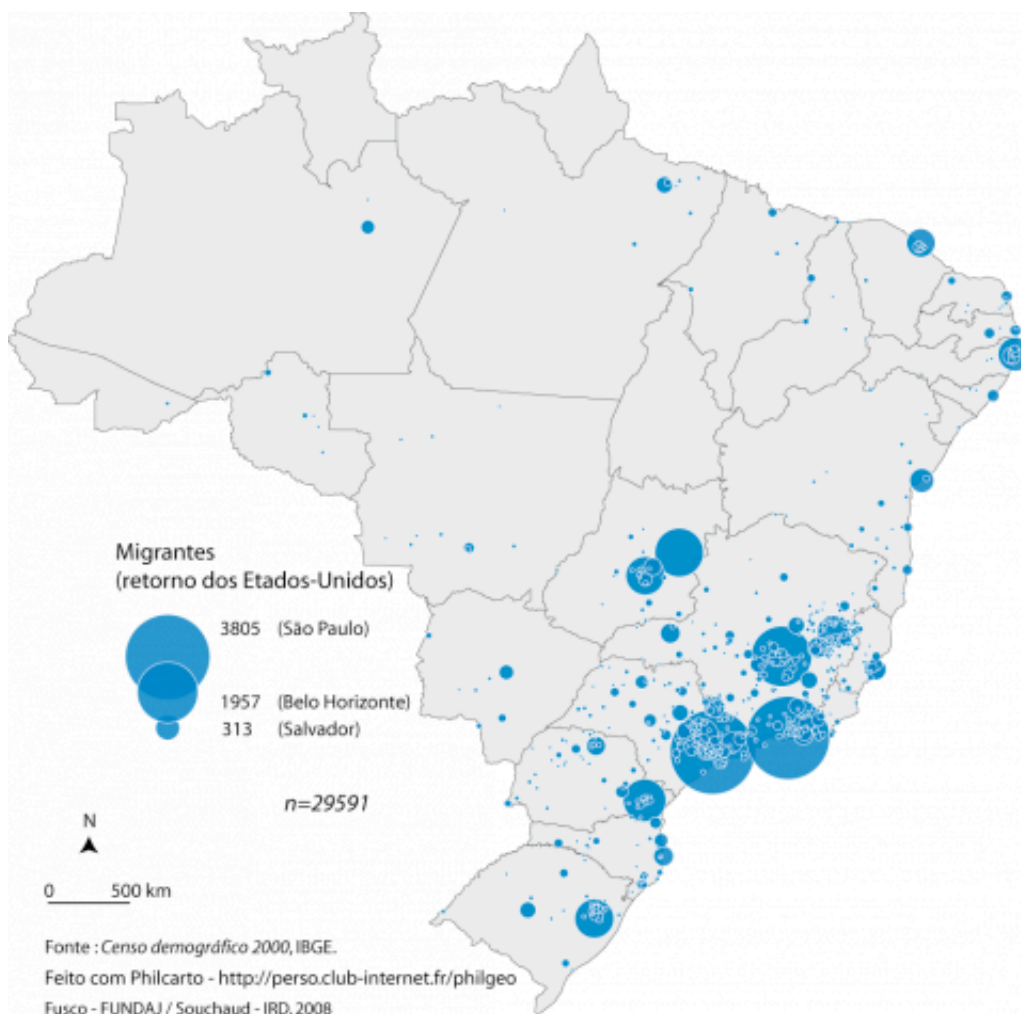 Migrantes
(retorno dos Etados-Unidos)
3805 (São Paulo)
1957 (Belo Horizonte)
313 (Salvador)
n=29591
N
0 500 km
Fonte : Censo demográfico 2000, IBGE.
Feito com Philcarto - http://perso.club-internet.fr/philgeo
Fusco - FUNDAJ / Souchaud - IRD, 2008